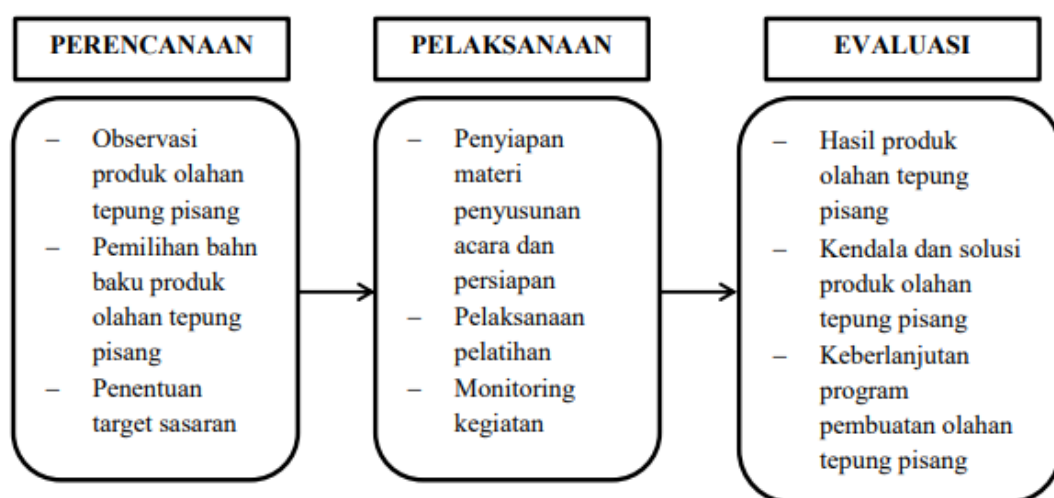 PERENCANAAN
– Observasi
produk olahan
tepung pisang
– Pemilihan bahn
baku produk
olahan tepung
pisang
– Penentuan
target sasaran
PELAKSANAAN
– Penyiapan
materi
penyusunan
acara dan
persiapan
– Pelaksanaan
pelatihan
– Monitoring
kegiatan
EVALUASI
– Hasil produk
olahan tepung
pisang
– Kendala dan solusi
produk olahan
tepung pisang
– Keberlanjutan
program
pembuatan olahan
tepung pisang